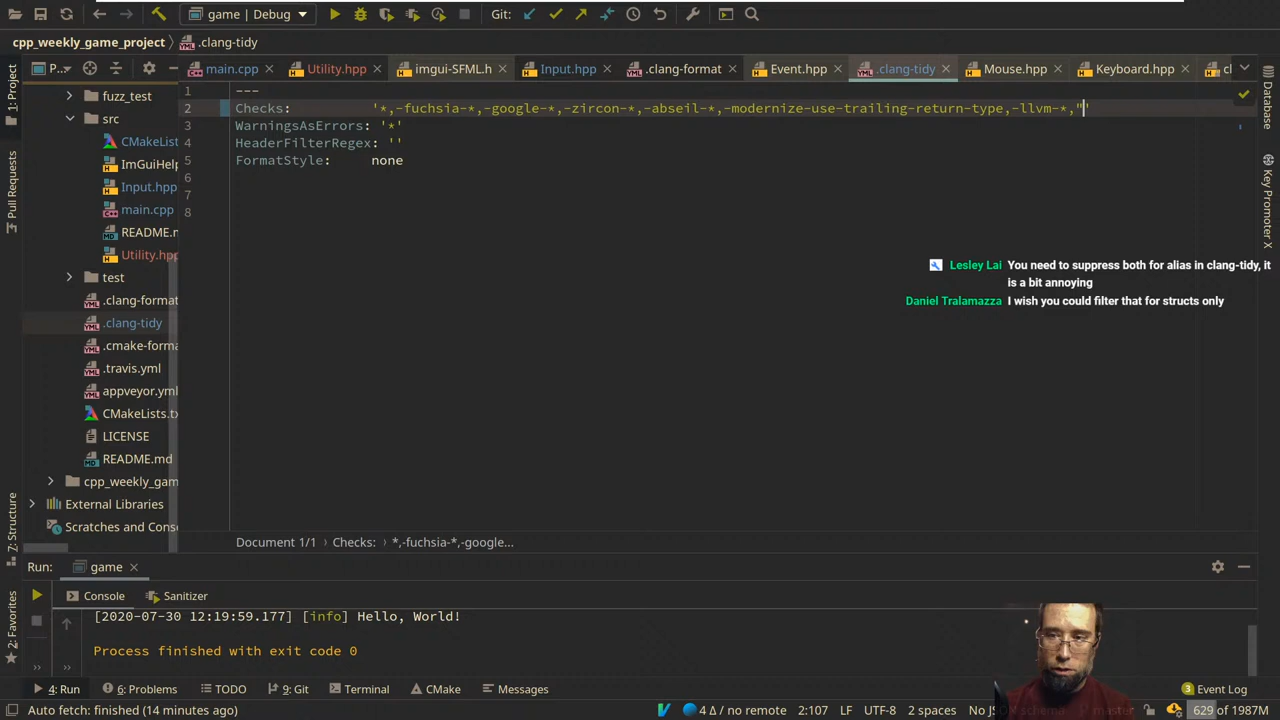 game | Debug
Git:
cpp_weekly_game_project
.clang-tidy
main.cpp
Utility.hpp
imgui-SFML.h
Input.hpp
.clang-format
Event.hpp
.clang-tidy
Mouse.hpp
Keyboard.hpp
cl
1: Project
Pull Requests
7: Structure
2: Favorites
Database
Key Promoter X
P..
fuzz_test
src
CMakeList
ImGuiHelp
Input.hpp
main.cpp
README.m
Utility.hpp
test
.clang-format
.clang-tidy
.cmake-forma
.travis.yml
appveyor.yml
CMakeLists.tx
LICENSE
README.md
cpp_weekly_gam
External Libraries
Scratches and Cons
1 ---
2 Checks: '*,-fuchsia-*,-google-*,-zircon-*,-abseil-*,-modernize-use-trailing-return-type,-llvm-*,"'
3 WarningsAsErrors: '*'
4 HeaderFilterRegex: ''
5 FormatStyle: none
6
7
8
Lesley Lai You need to suppress both for alias in clang-tidy, it
is a bit annoying
Daniel Tralamazza I wish you could filter that for structs only
Document 1/1 › Checks: › *,-fuchsia-*,-google...
Run: game
Console Sanitizer
[2020-07-30 12:19:59.177] [info] Hello, World!
Process finished with exit code 0
4: Run 6: Problems TODO 9: Git Terminal CMake Messages 3 Event Log
Auto fetch: finished (14 minutes ago) 4 Δ / no remote 2:107 LF UTF-8 2 spaces No JSON schema master 629 of 1987M